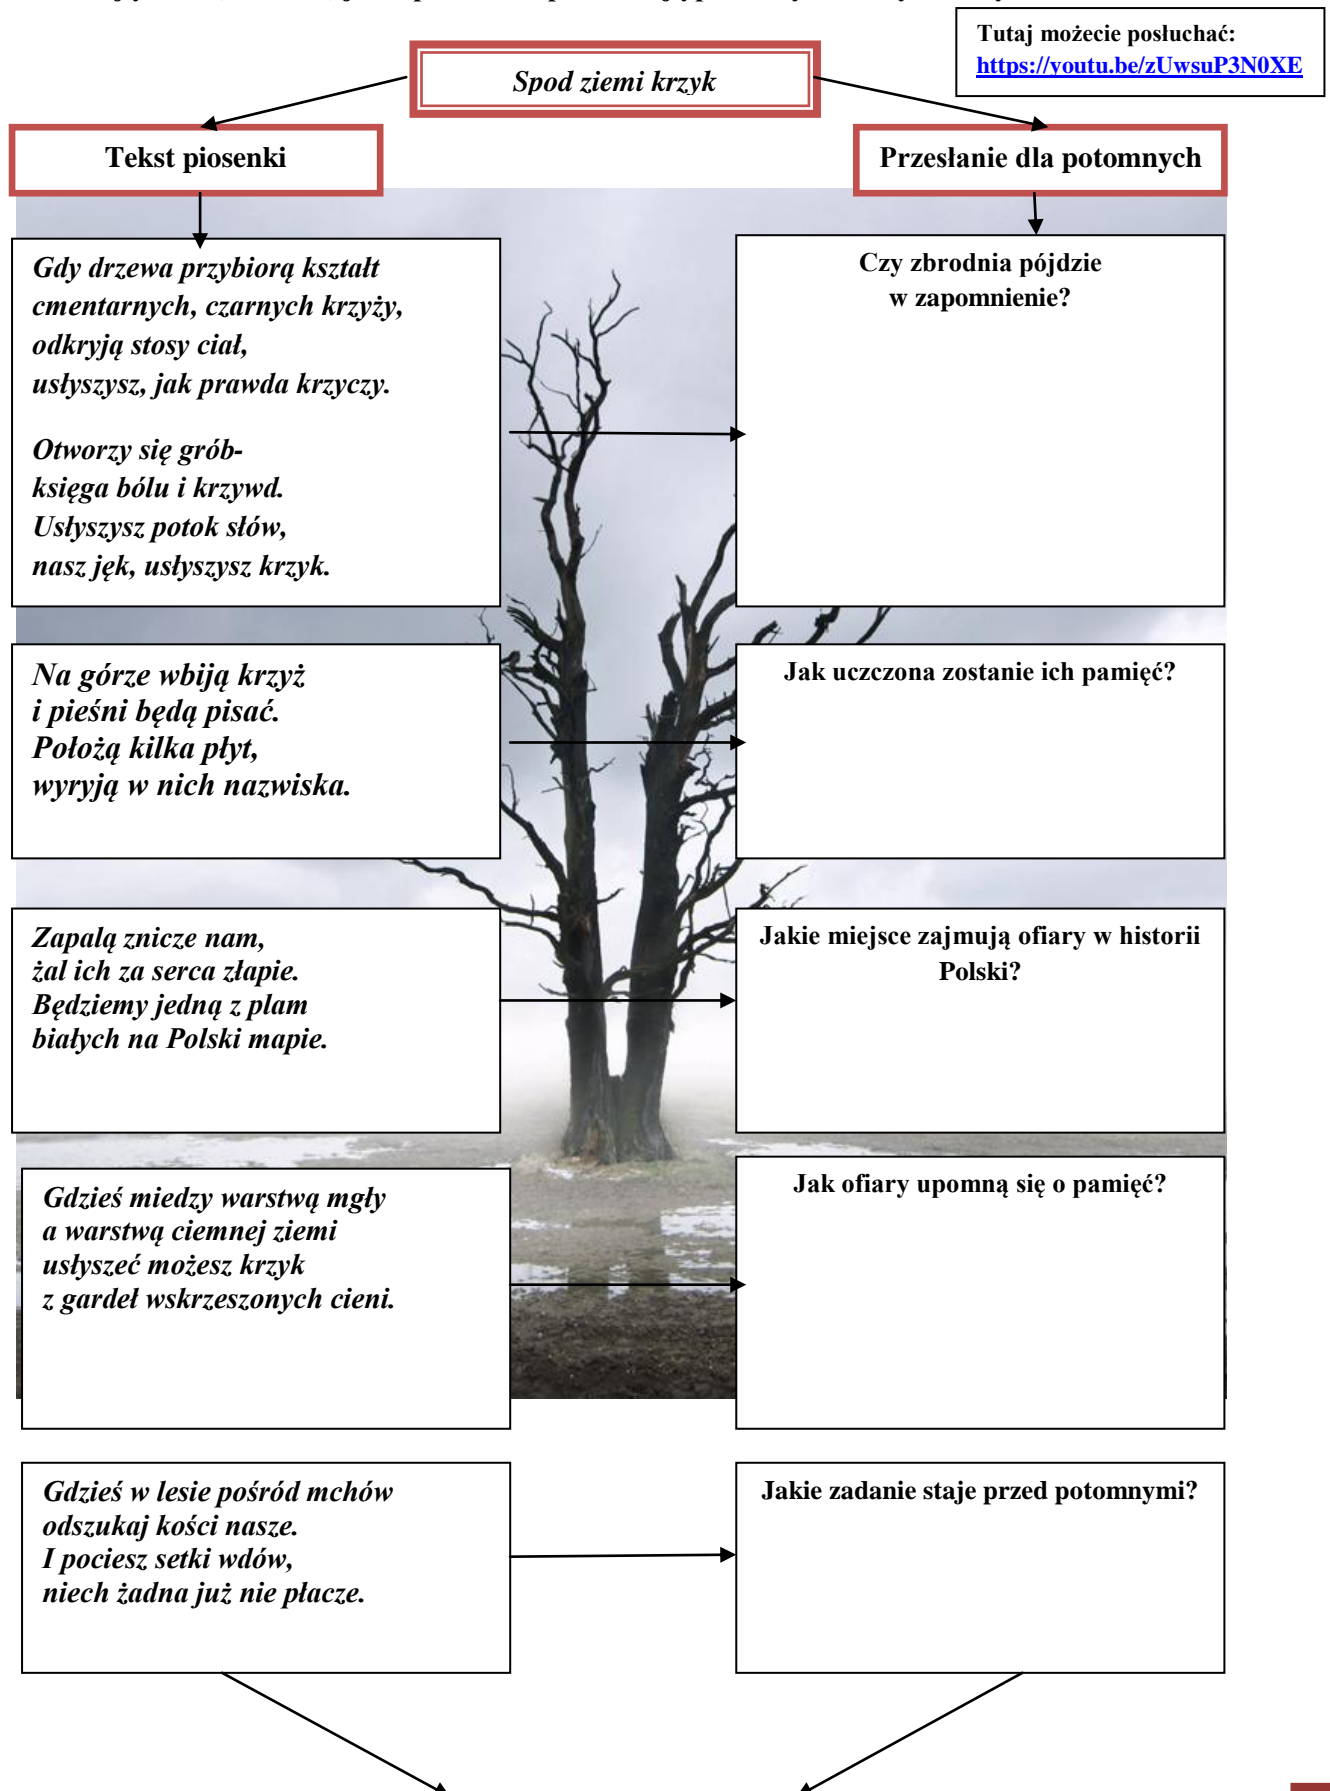 Tutaj możecie posłuchać:
https://youtu.be/zUwsuP3N0XE
Spod ziemi krzyk
Tekst piosenki
Przesłanie dla potomnych
Gdy drzewa przybiorą kształt
cmentarnych, czarnych krzyży,
odkryją stosy ciał,
usłyszysz, jak prawda krzyczy.
Otworzy się grób-
księga bólu i krzywd.
Usłyszysz potok słów,
nasz jęk, usłyszysz krzyk.
Czy zbrodnia pójdzie
w zapomnienie?
Na górze wbiją krzyż
i pieśni będą pisać.
Położą kilka płyt,
wyryją w nich nazwiska.
Jak uczczona zostanie ich pamięć?
Zapalą znicze nam,
żal ich za serca złapie.
Będziemy jedną z plam
białych na Polski mapie.
Jakie miejsce zajmują ofiary w historii
Polski?
Gdzieś miedzy warstwą mgły
a warstwą ciemnej ziemi
usłyszeć możesz krzyk
z gardeł wskrzeszonych cieni.
Jak ofiary upomną się o pamięć?
Gdzieś w lesie pośród mchów
odszukaj kości nasze.
I pociesz setki wdów,
niech żadna już nie płacze.
Jakie zadanie staje przed potomnymi?